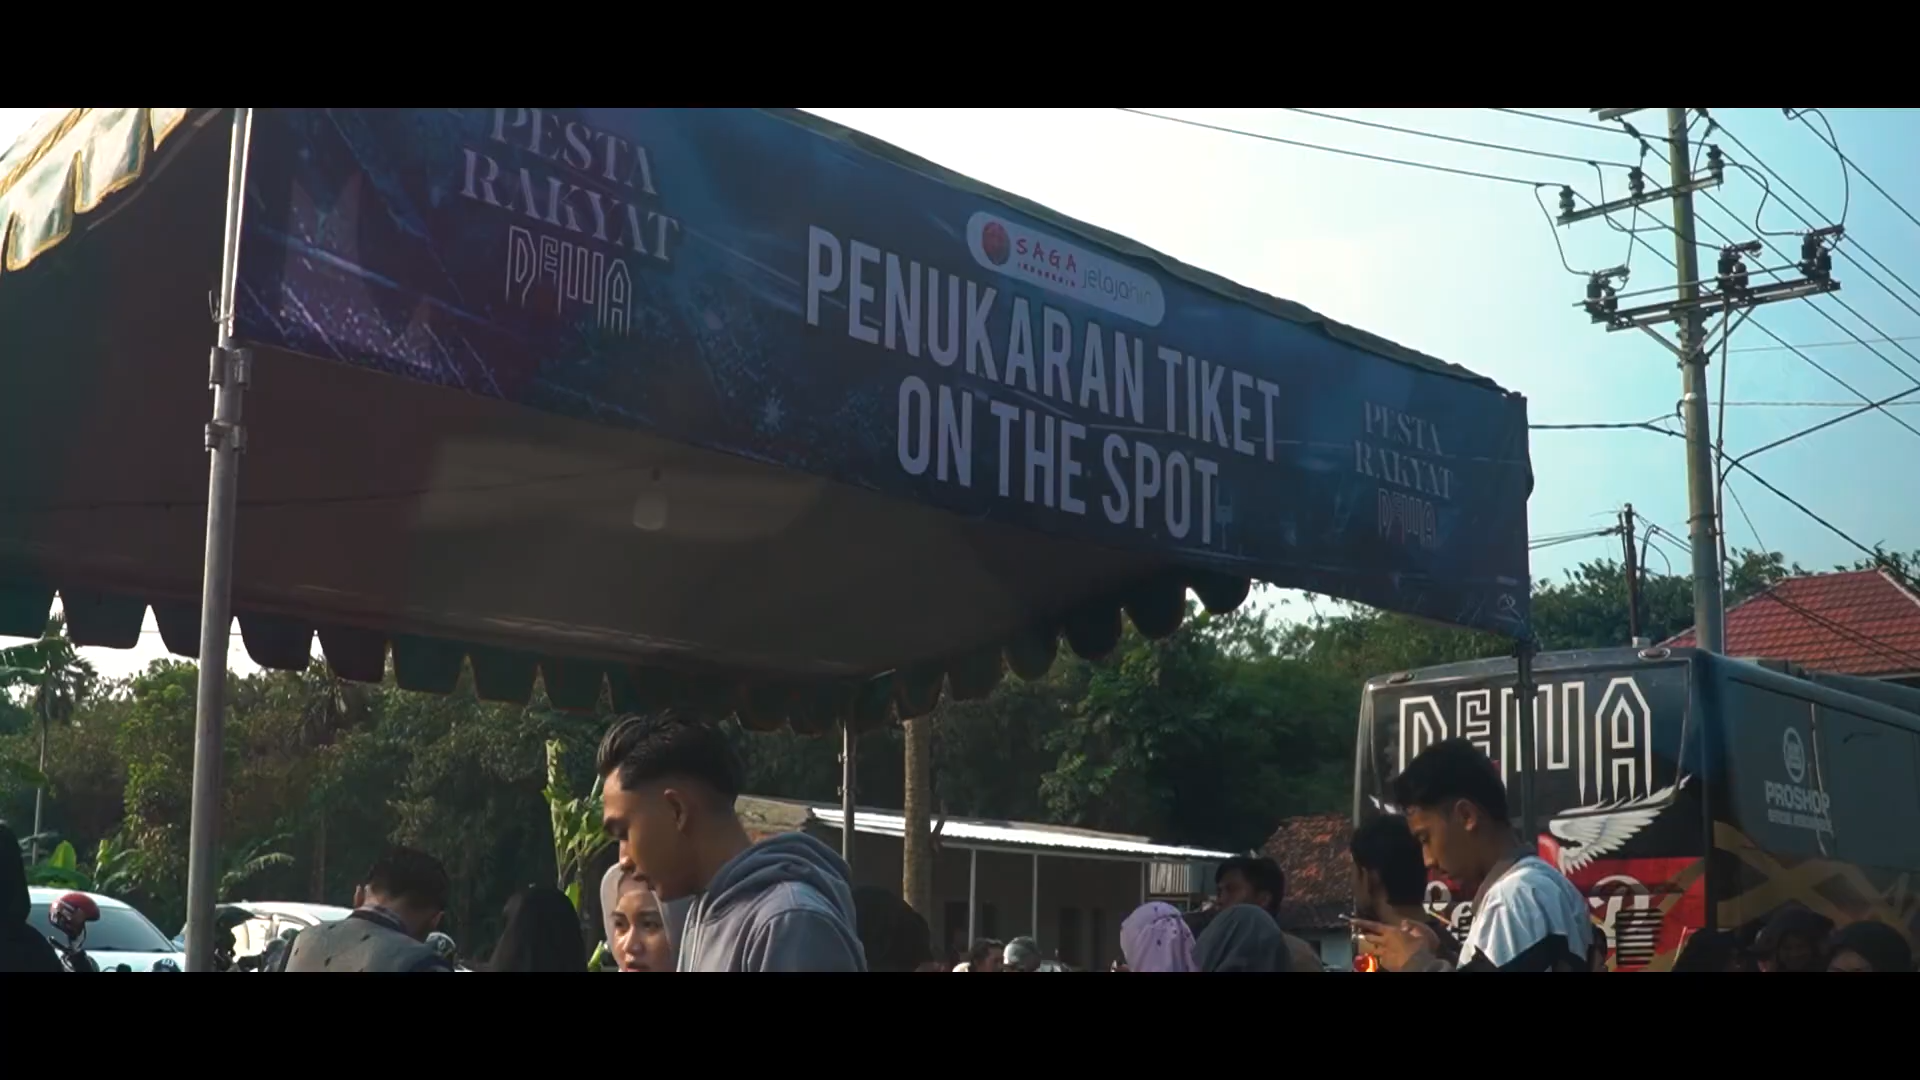 PESTA
RAKYAT
DEWA
SAGA
INDONESIA
jelajahin
PENUKARAN TIKET
ON THE SPOT
PESTA
RAKYAT
DEWA
DEWA
PROSHOP